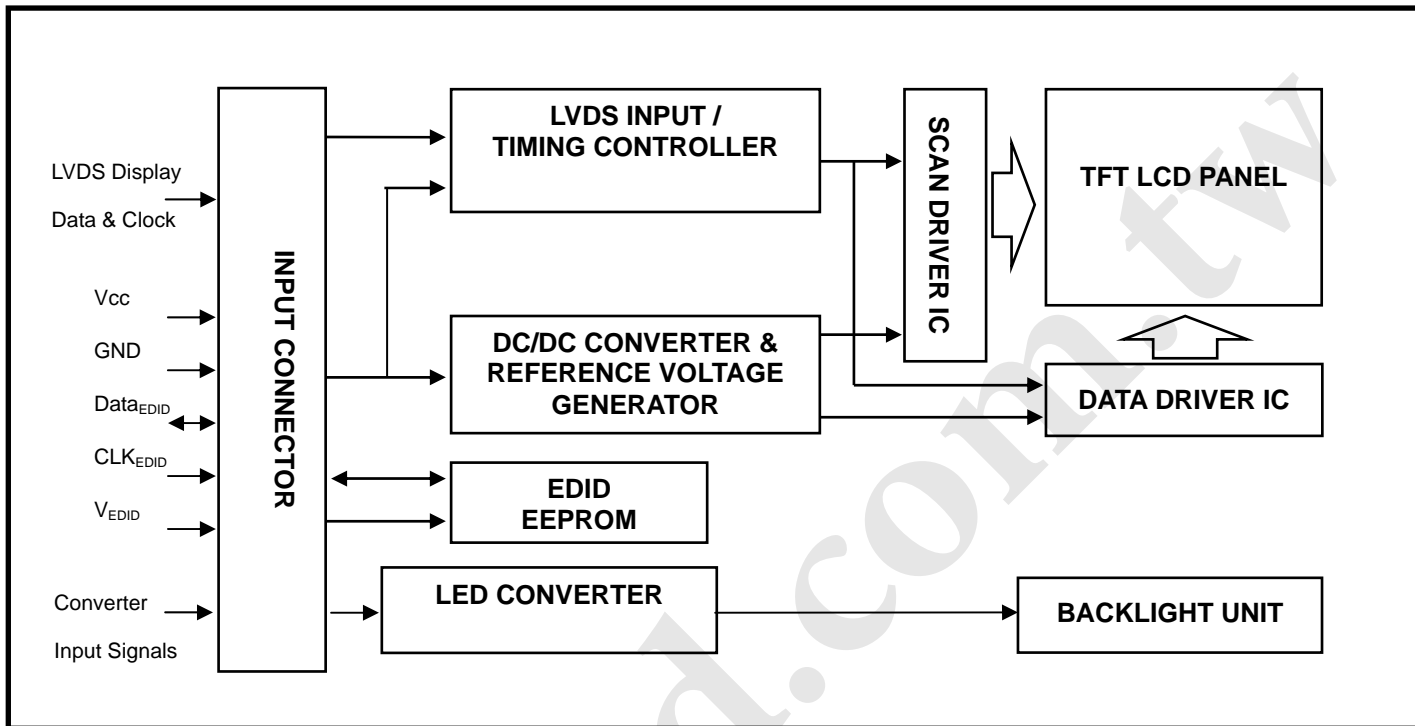 LVDS Display
Data & Clock
Vcc
GND
DataEDID
CLKEDID
VEDID
Converter
Input Signals
INPUT CONNECTOR
LVDS INPUT /
TIMING CONTROLLER
DC/DC CONVERTER &
REFERENCE VOLTAGE
GENERATOR
EDID
EEPROM
LED CONVERTER
SCAN DRIVER IC
TFT LCD PANEL
DATA DRIVER IC
BACKLIGHT UNIT
d.com.tw